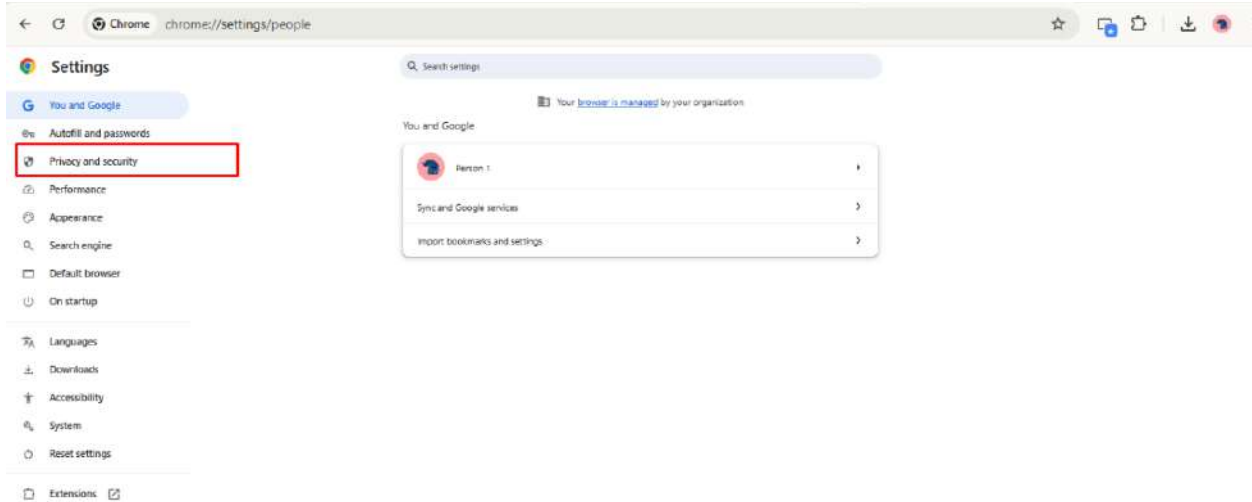 Chrome chrome://settings/people
Settings
Search settings
Your browser is managed by your organization
You and Google
Autofill and passwords
Privacy and security
Performance
Appearance
Search engine
Default browser
On startup
Languages
Downloads
Accessibility
System
Reset settings
Extensions
You and Google
Person 1
Sync and Google services
Import bookmarks and settings